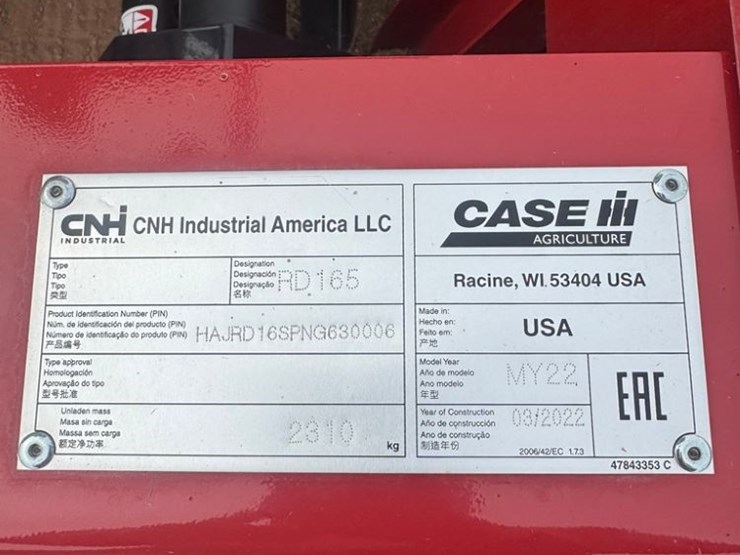 CNH INDUSTRIAL CNH Industrial America LLC
Type
Tipo
Tipo
类型
Designation
Designación
Designação
名称
RD165
Product Identification Number (PIN)
Núm. de identificación del producto (PIN)
Número de identificação do produto (PIN)
产品编号
HAJRD16SPNG630006
Type approval
Homologación
Aprovação do tipo
型号批准
Unladen mass
Masa sin carga
Massa sem carga
额定净功率
2310 kg
CASE IH
AGRICULTURE
Racine, WI 53404 USA
Made in:
Hecho en:
Feito em:
产地
USA
Model Year
Año de modelo
Ano modelo
年型
MY22
Year of Construction
Año de construcción
Ano de construção
制造年份
03/2022
2006/42/EC 1.7.3
EAC
47843353 C